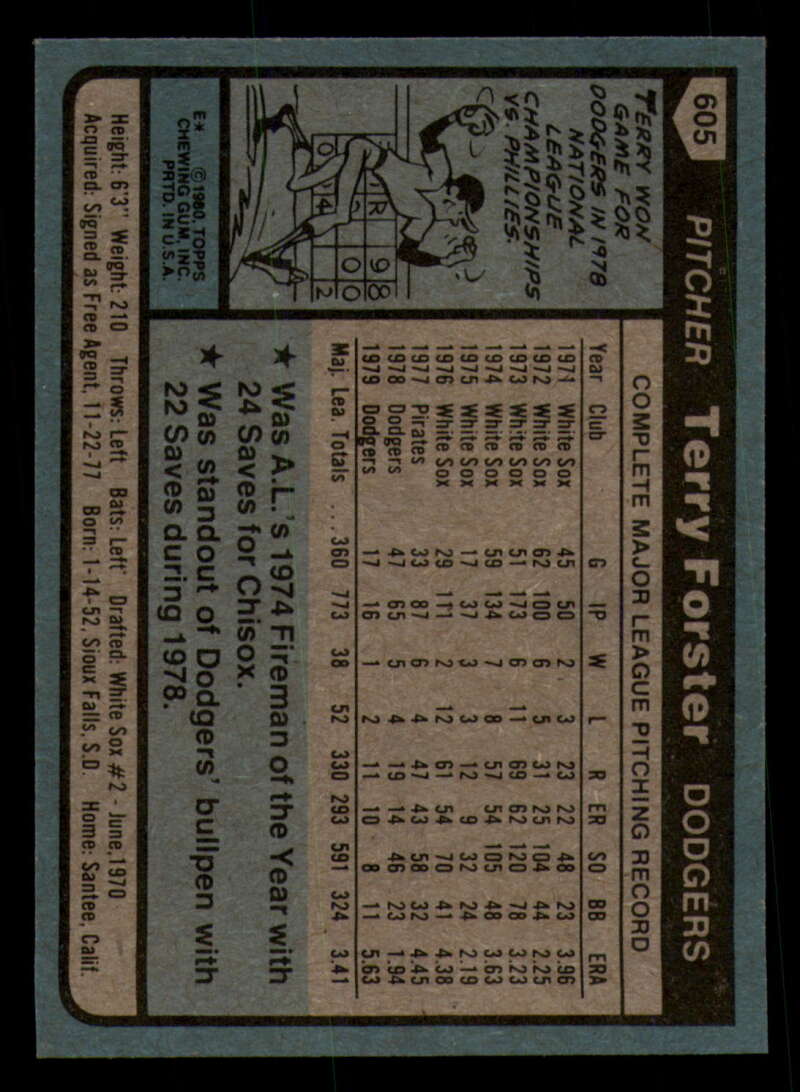 605
PITCHER Terry Forster DODGERS
TERRY WON
GAME FOR
DODGERS IN 1978
NATIONAL
LEAGUE
CHAMPIONSHIPS
VS. PHILLIES.
E* © 1980. TOPPS
CHEWING GUM, INC.
PRTD. IN U.S.A.
COMPLETE MAJOR LEAGUE PITCHING RECORD
Year Club G IP W L R ER SO BB ERA
1971 White Sox 45 50 2 3 23 22 48 23 3.96
1972 White Sox 62 100 6 5 31 25 104 44 2.25
1973 White Sox 51 173 6 11 69 62 120 78 3.23
1974 White Sox 59 134 7 8 57 54 105 48 3.63
1975 White Sox 17 37 3 3 12 9 32 24 2.19
1976 White Sox 29 111 2 12 61 54 70 41 4.38
1977 Pirates 33 87 6 4 47 43 58 32 4.45
1978 Dodgers 47 65 5 4 19 14 46 23 1.94
1979 Dodgers 17 16 1 2 11 10 8 11 5.63
Maj. Lea. Totals ... 360 773 38 52 330 293 591 324 3.41
★ Was A.L.'s 1974 Fireman of the Year with
24 Saves for Chisox.
★ Was standout of Dodgers' bullpen with
22 Saves during 1978.
Height: 6'3" Weight: 210 Throws: Left Bats: Left Drafted: White Sox #2 - June, 1970
Acquired: Signed as Free Agent, 11-22-77 Born: 1-14-52, Sioux Falls, S.D. Home: Santee, Calif.